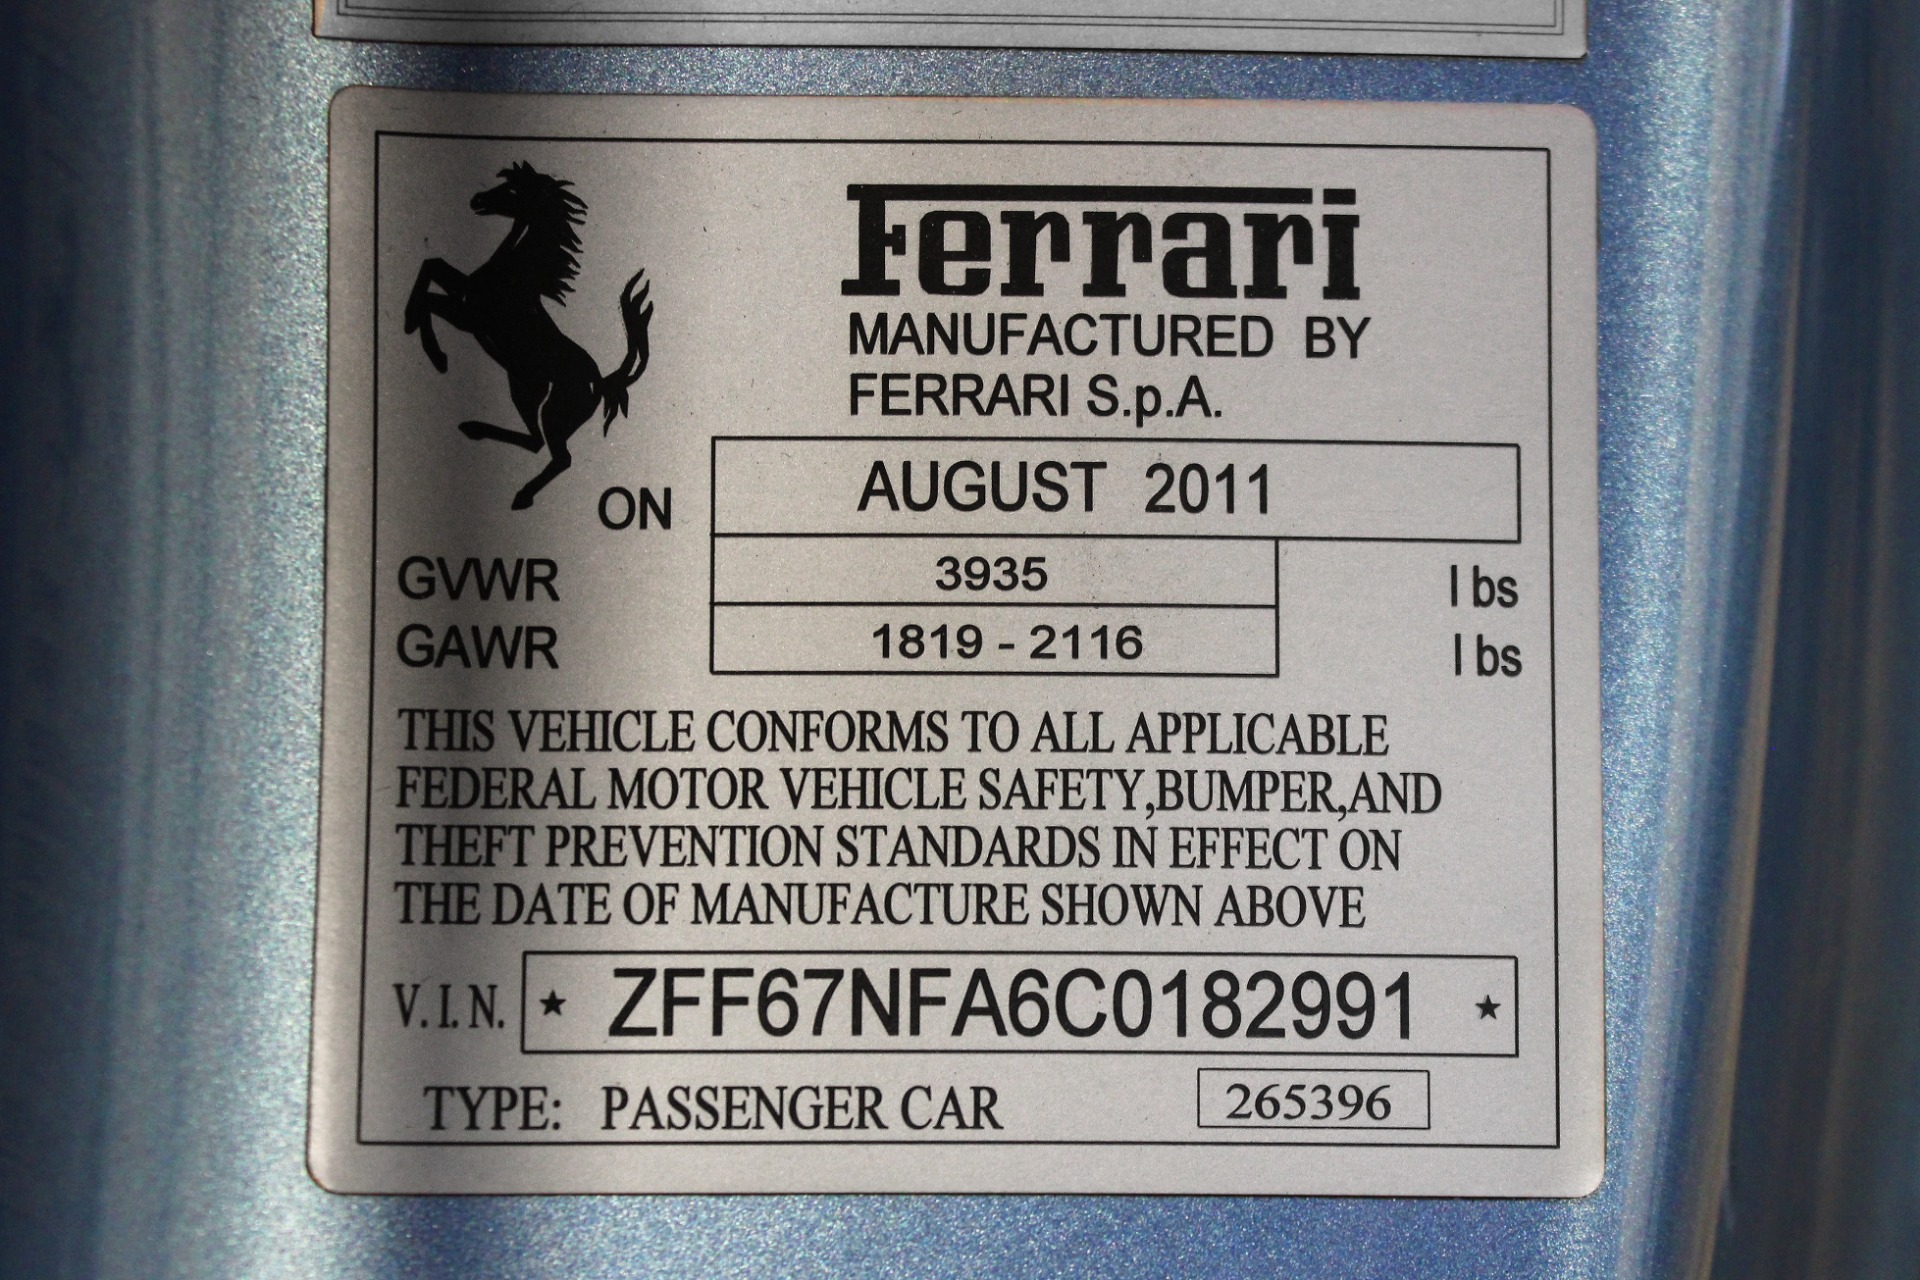 Ferrari
MANUFACTURED BY
FERRARI S.p.A.
ON AUGUST 2011
GVWR 3935 lbs
GAWR 1819 - 2116 lbs
THIS VEHICLE CONFORMS TO ALL APPLICABLE
FEDERAL MOTOR VEHICLE SAFETY,BUMPER,AND
THEFT PREVENTION STANDARDS IN EFFECT ON
THE DATE OF MANUFACTURE SHOWN ABOVE
V.I.N. ★ ZFF67NFA6C0182991 ★
TYPE: PASSENGER CAR 265396